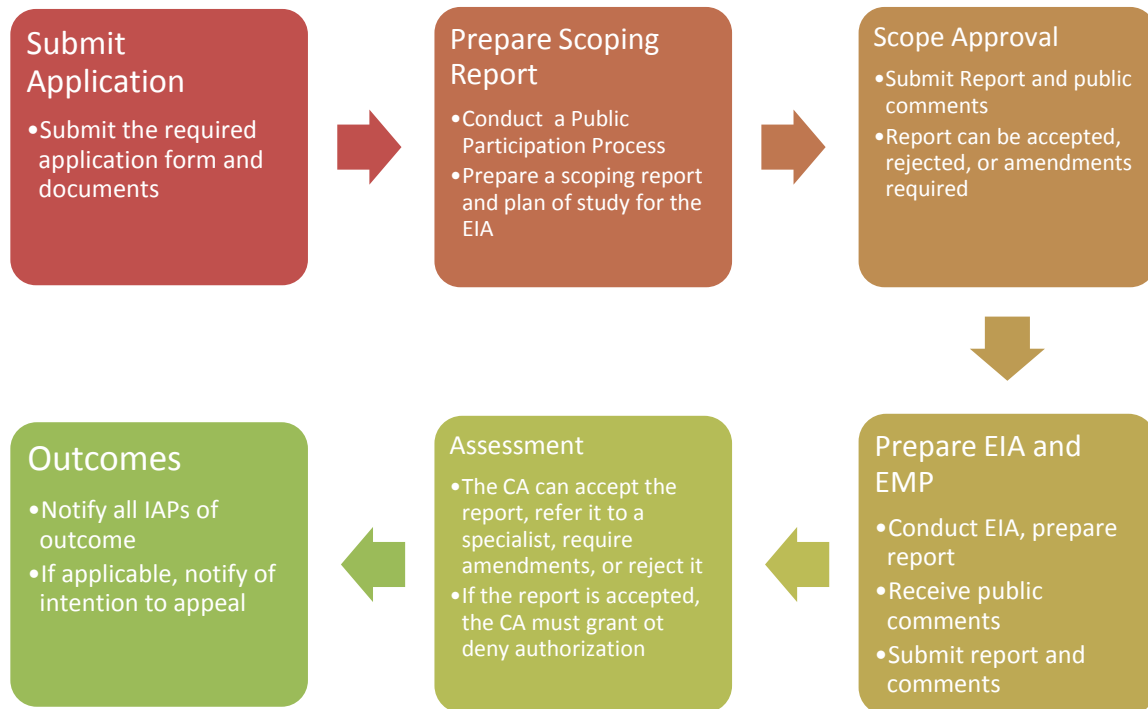 Submit
Application
•Submit the required
application form and
documents
Prepare Scoping
Report
•Conduct a Public
Participation Process
•Prepare a scoping report
and plan of study for the
EIA
Scope Approval
•Submit Report and public
comments
•Report can be accepted,
rejected, or amendments
required
Outcomes
•Notify all IAPs of
outcome
•If applicable, notify of
intention to appeal
Assessment
•The CA can accept the
report, refer it to a
specialist, require
amendments, or reject it
•If the report is accepted,
the CA must grant ot
deny authorization
Prepare EIA and
EMP
•Conduct EIA, prepare
report
•Receive public
comments
•Submit report and
comments